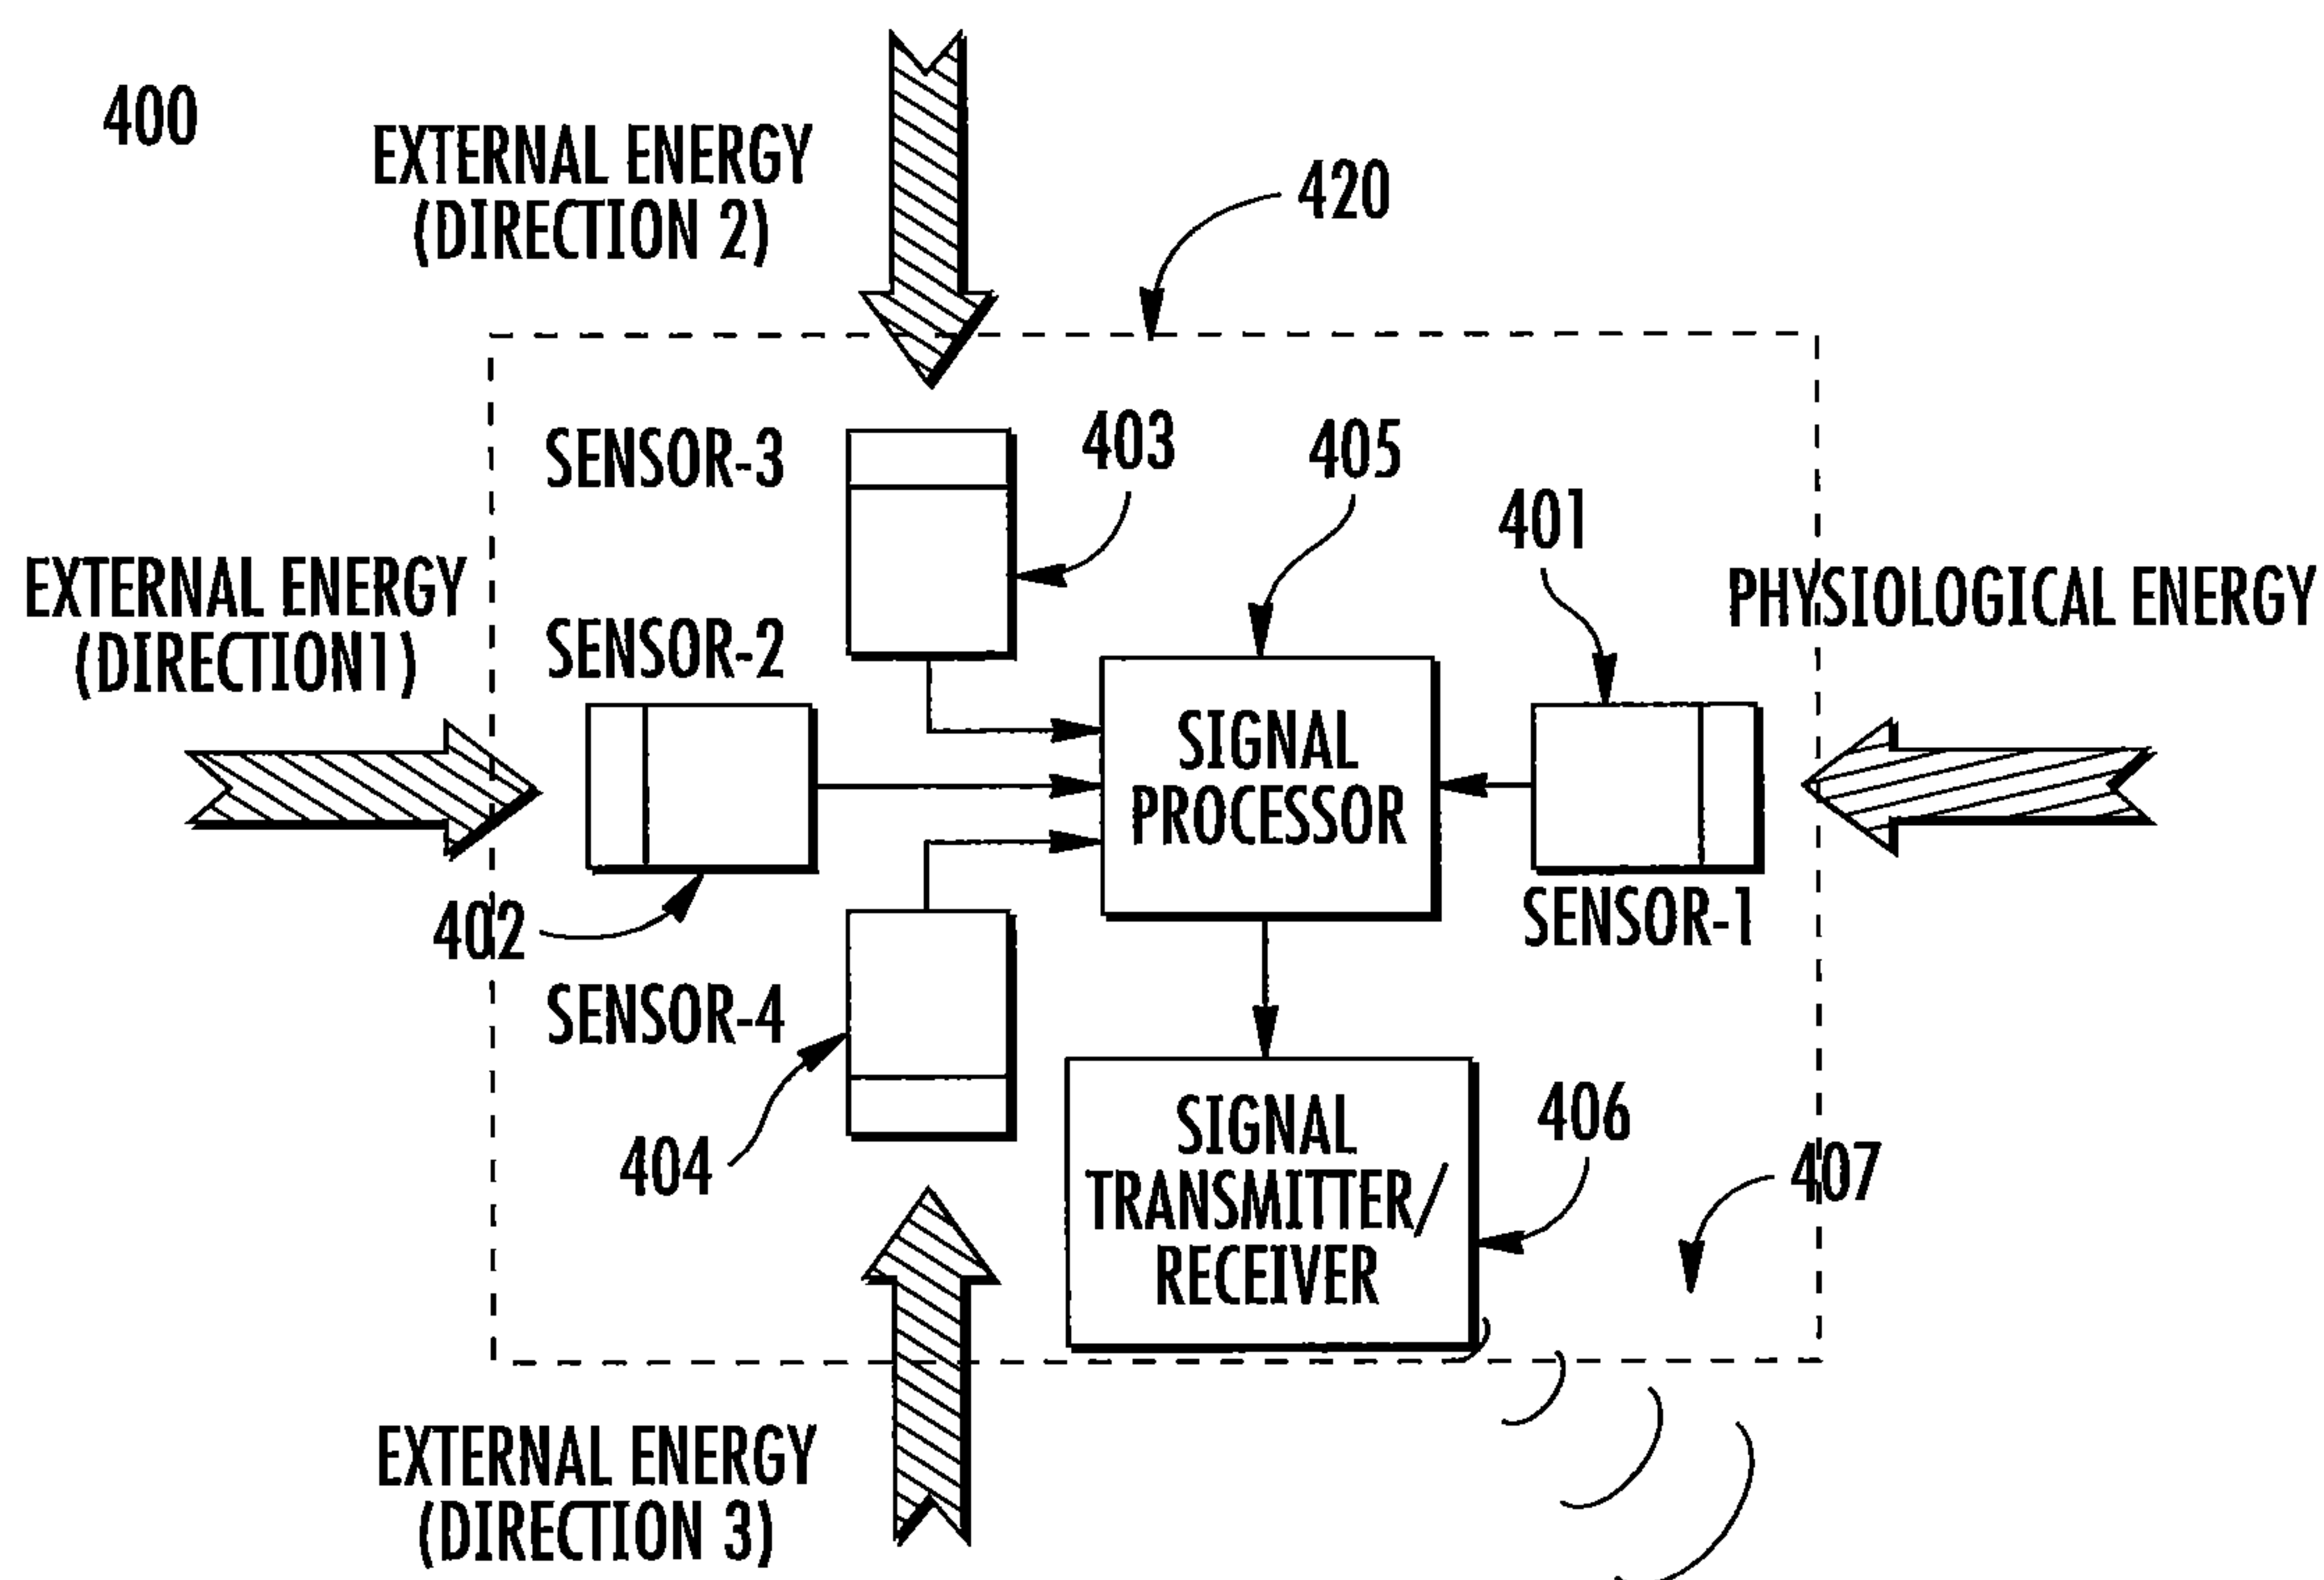 400
EXTERNAL ENERGY
(DIRECTION 2)
420
SENSOR-3
403
405
401
EXTERNAL ENERGY
(DIRECTION1)
SENSOR-2
PHYSIOLOGICAL ENERGY
SIGNAL
PROCESSOR
402
SENSOR-1
SENSOR-4
404
SIGNAL
TRANSMITTER/
RECEIVER
406
407
EXTERNAL ENERGY
(DIRECTION 3)